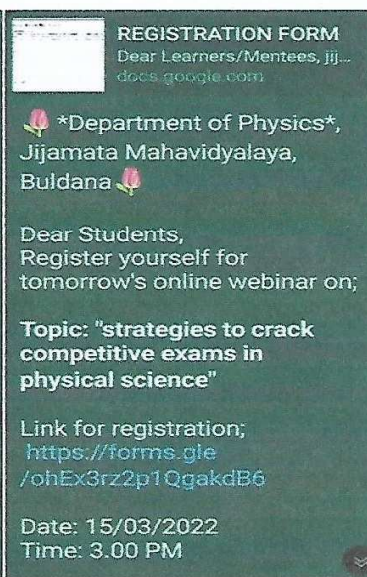 REGISTRATION FORM
Dear Learners/Mentees, jij...
docs.google.com
🌷 *Department of Physics*,
Jijamata Mahavidyalaya,
Buldana 🌷
Dear Students,
Register yourself for
tomorrow's online webinar on;
Topic: "strategies to crack
competitive exams in
physical science"
Link for registration;
https://forms.gle
/ohEx3rz2p1QgakdB6
Date: 15/03/2022
Time: 3.00 PM